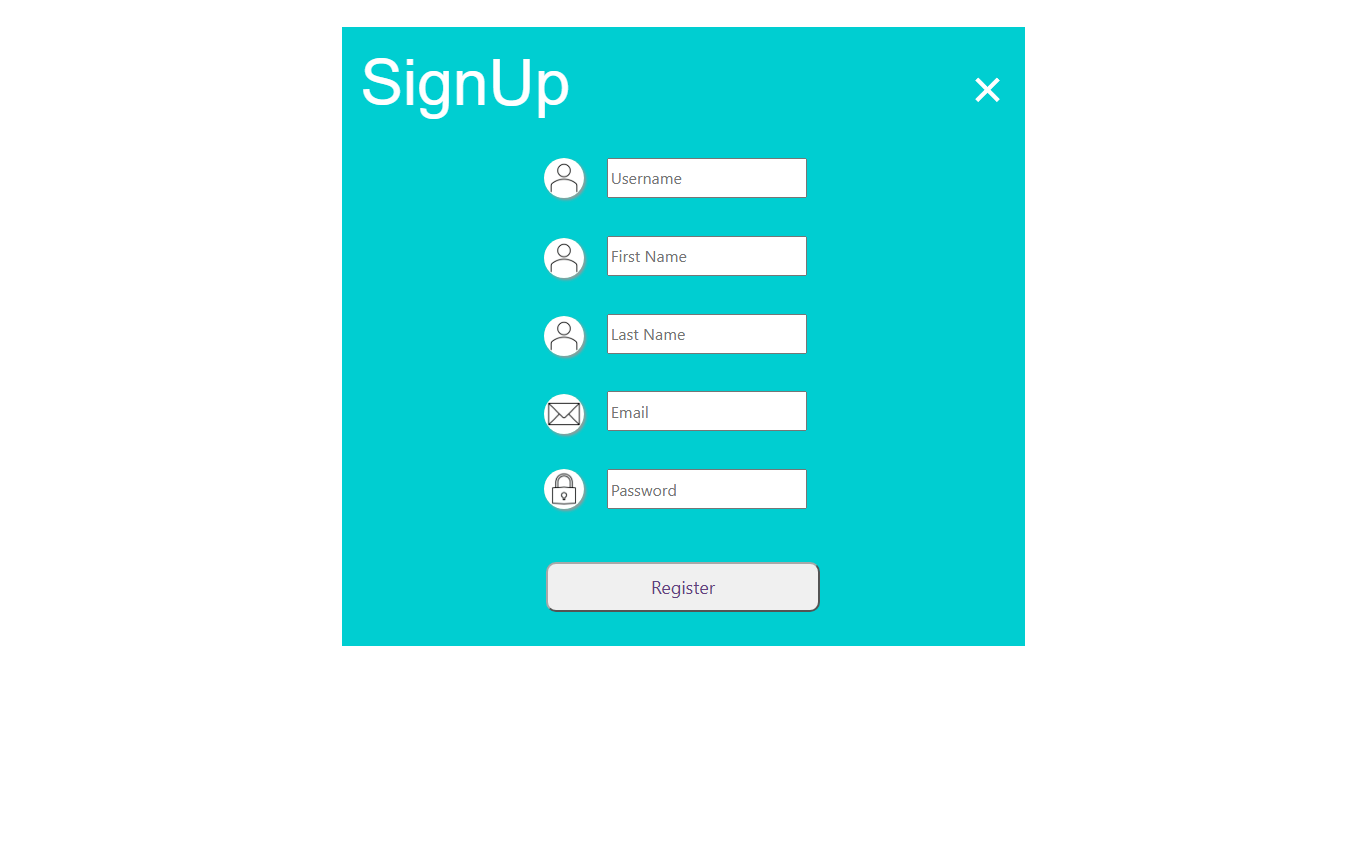 SignUp
×
Username
First Name
Last Name
Email
Password
Register